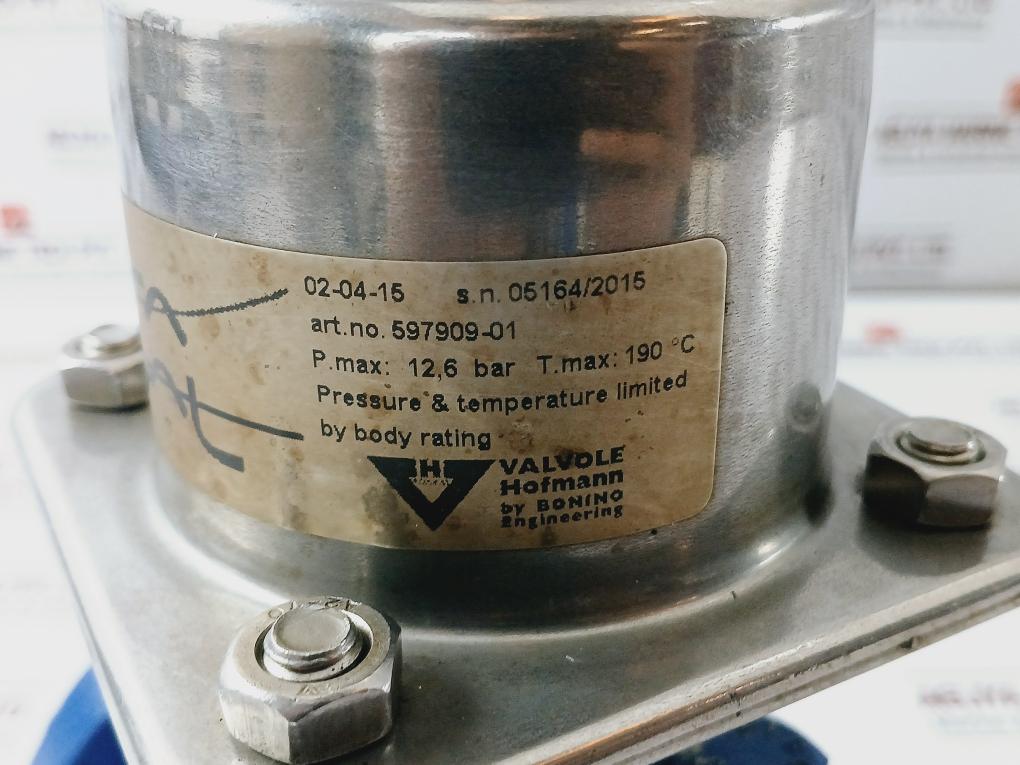 02-04-15 s.n. 05164/2015
art.no. 597909-01
P.max: 12,6 bar T.max: 190 °C
Pressure & temperature limited
by body rating
H
VALVOLE
Hofmann
by BONINO
Engineering